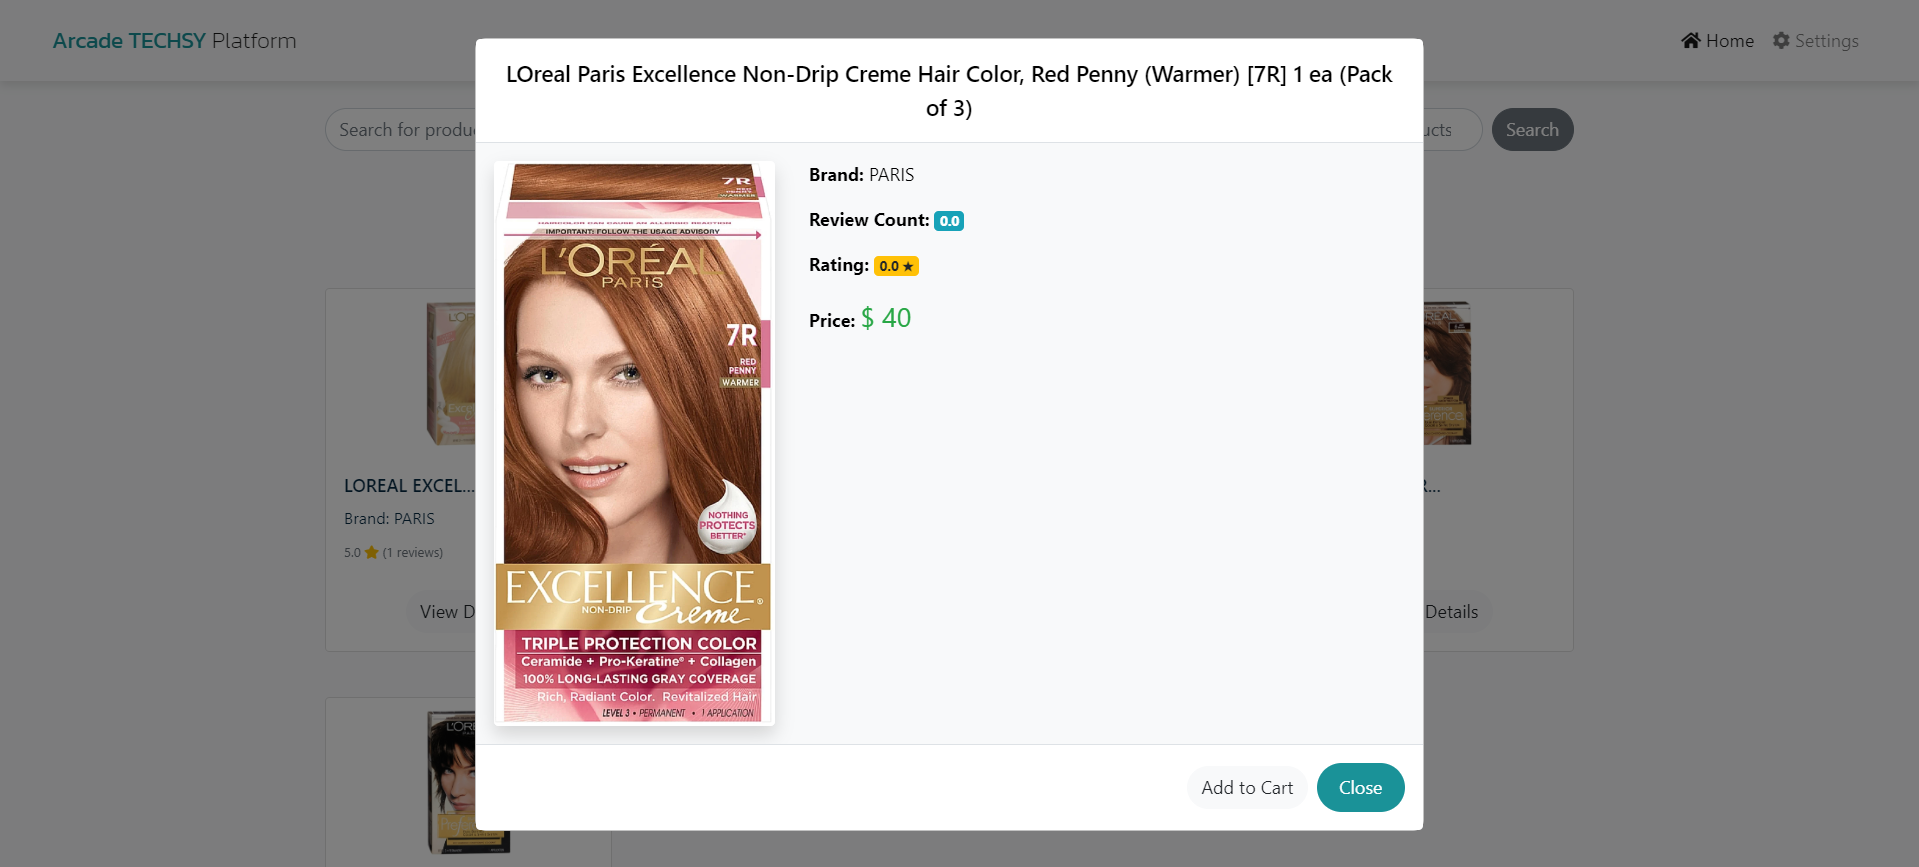 Arcade TECHSY Platform
Home
Settings
Search for produ
ucts
Search
LOreal Paris Excellence Non-Drip Creme Hair Color, Red Penny (Warmer) [7R] 1 ea (Pack
of 3)
7R
RED
PENNY
WARMER
HAIRCOLOR CAN CAUSE AN ALLERGIC REACTION
IMPORTANT: FOLLOW THE USAGE ADVISORY
L'ORÉAL
PARIS
7R
RED
PENNY
WARMER
NOTHING
PROTECTS
BETTER*
EXCELLENCE®
NON-DRIP Creme
TRIPLE PROTECTION COLOR
Ceramide + Pro-Keratine® + Collagen
100% LONG-LASTING GRAY COVERAGE
Rich, Radiant Color. Revitalized Hair
LEVEL 3 • PERMANENT • 1 APPLICATION
Brand: PARIS
Review Count: 0.0
Rating: 0.0 ★
Price: $ 40
Add to Cart
Close
LOREAL EXCEL...
Brand: PARIS
5.0 ★ (1 reviews)
View D
R...
Details